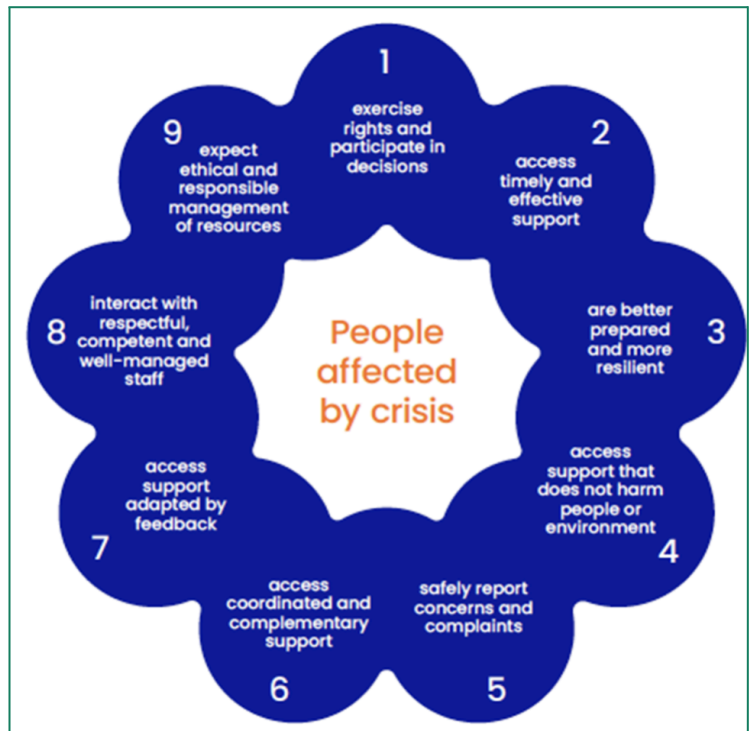 1
exercise
rights and
participate in
decisions
2
access
timely and
effective
support
3
are better
prepared
and more
resilient
4
access
support that
does not harm
people or
environment
5
safely report
concerns and
complaints
6
access
coordinated and
complementary
support
7
access
support
adapted by
feedback
8
interact with
respectful,
competent and
well-managed
staff
9
expect
ethical and
responsible
management
of resources
People
affected
by crisis